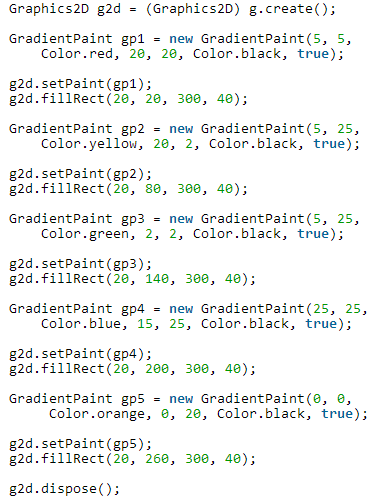 Graphics2D g2d = (Graphics2D) g.create();
GradientPaint gp1 = new GradientPaint(5, 5,
Color.red, 20, 20, Color.black, true);
g2d.setPaint(gp1);
g2d.fillRect(20, 20, 300, 40);
GradientPaint gp2 = new GradientPaint(5, 25,
Color.yellow, 20, 2, Color.black, true);
g2d.setPaint(gp2);
g2d.fillRect(20, 80, 300, 40);
GradientPaint gp3 = new GradientPaint(5, 25,
Color.green, 2, 2, Color.black, true);
g2d.setPaint(gp3);
g2d.fillRect(20, 140, 300, 40);
GradientPaint gp4 = new GradientPaint(25, 25,
Color.blue, 15, 25, Color.black, true);
g2d.setPaint(gp4);
g2d.fillRect(20, 200, 300, 40);
GradientPaint gp5 = new GradientPaint(0, 0,
Color.orange, 0, 20, Color.black, true);
g2d.setPaint(gp5);
g2d.fillRect(20, 260, 300, 40);
g2d.dispose();